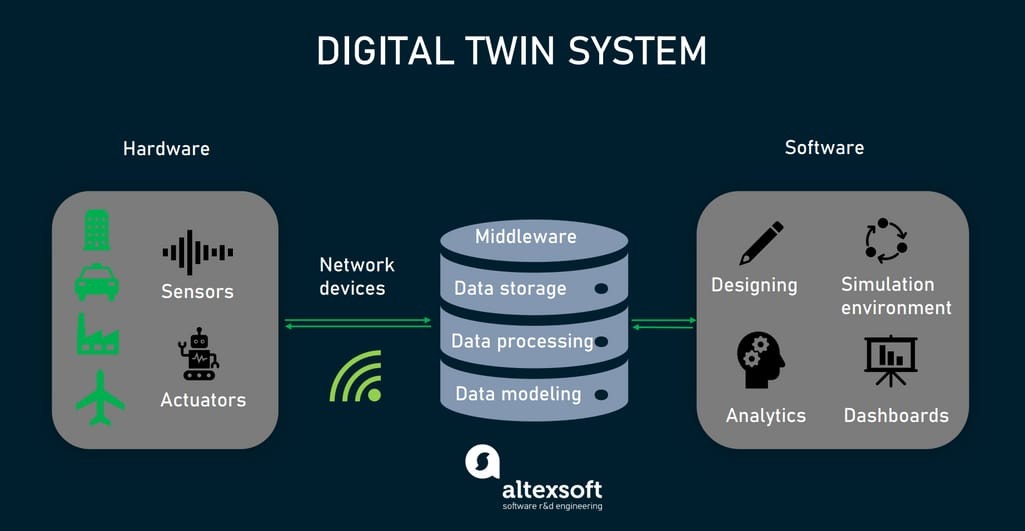 DIGITAL TWIN SYSTEM
Hardware
Software
Sensors
Actuators
Network
devices
Middleware
Data storage
Data processing
Data modeling
Designing
Simulation
environment
Analytics
Dashboards
altexsoft
software r&d engineering